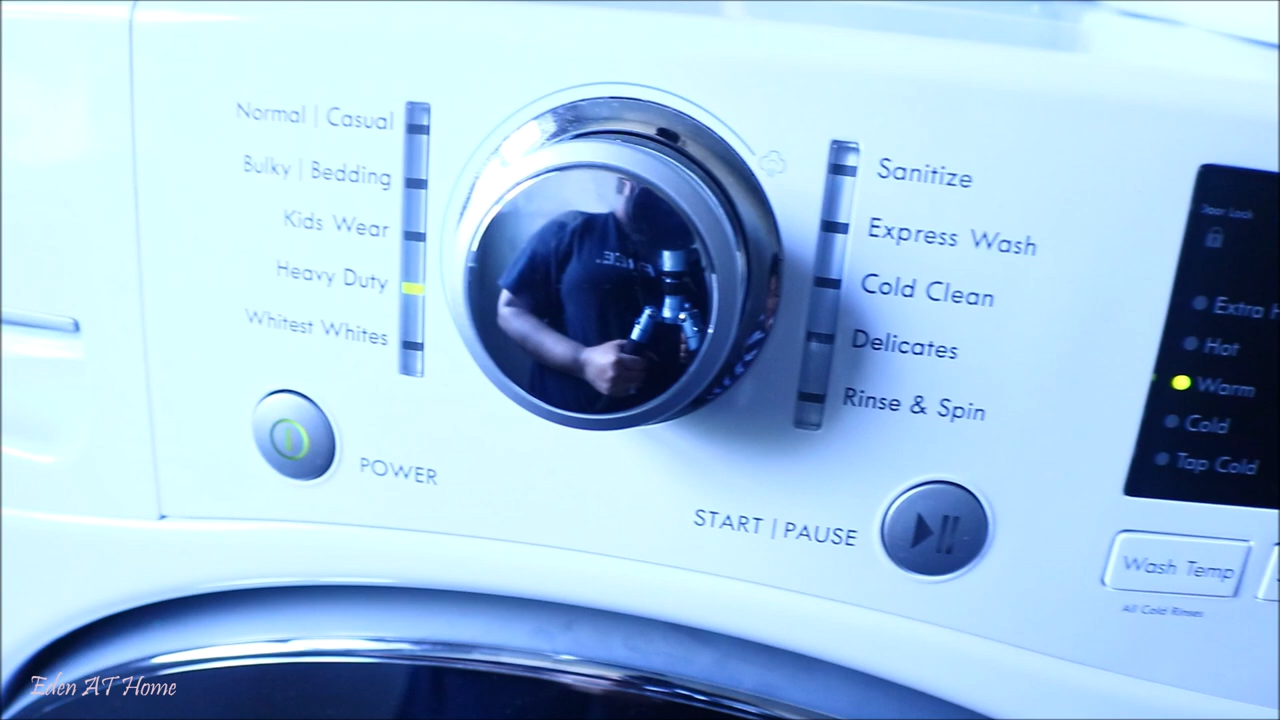 Normal | Casual
Bulky | Bedding
Kids Wear
Heavy Duty
Whitest Whites
POWER
Sanitize
Express Wash
Cold Clean
Delicates
Rinse & Spin
START | PAUSE
Door Lock
Extra
Hot
Warm
Cold
Tap Cold
Wash Temp
All Cold Rinses
Eden AT Home